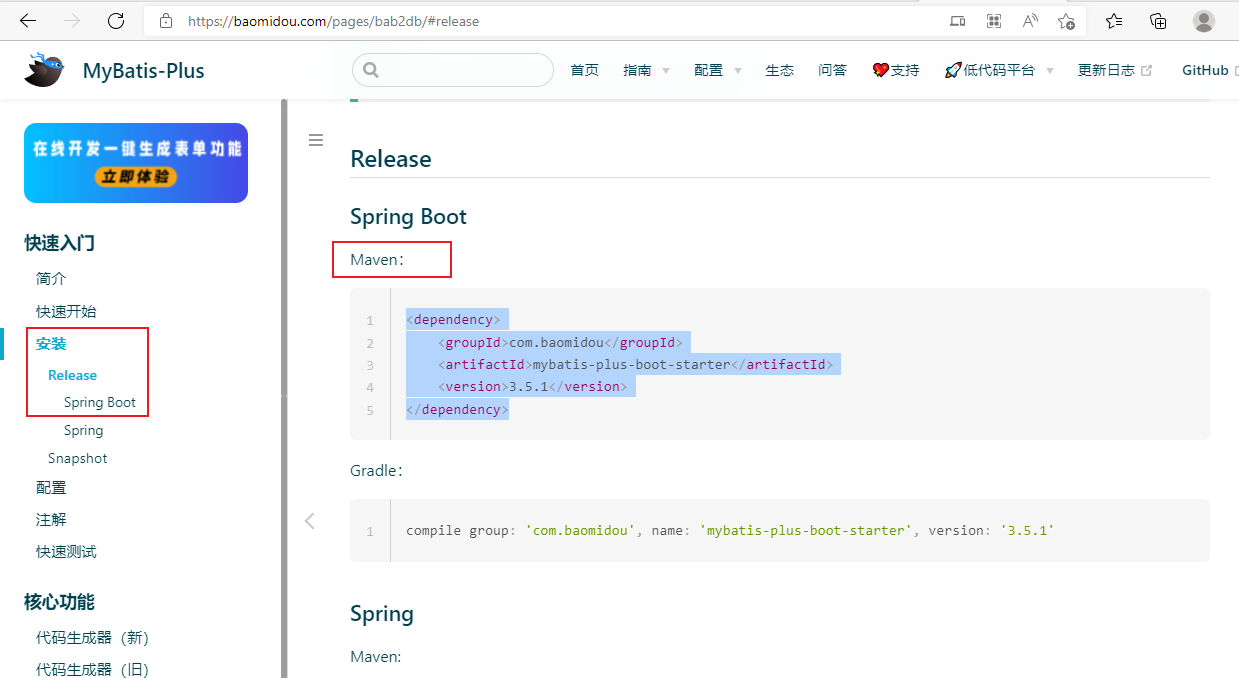 https://baomidou.com/pages/bab2db/#release
MyBatis-Plus
首页 指南 配置 生态 问答 支持 低代码平台 更新日志 GitHub
在线开发一键生成表单功能
立即体验
快速入门
简介
快速开始
安装
Release
Spring Boot
Spring
Snapshot
配置
注解
快速测试
核心功能
代码生成器（新）
代码生成器（旧）
Release
Spring Boot
Maven：
1 <dependency>
2 <groupId>com.baomidou</groupId>
3 <artifactId>mybatis-plus-boot-starter</artifactId>
4 <version>3.5.1</version>
5 </dependency>
Gradle：
1 compile group: 'com.baomidou', name: 'mybatis-plus-boot-starter', version: '3.5.1'
Spring
Maven: